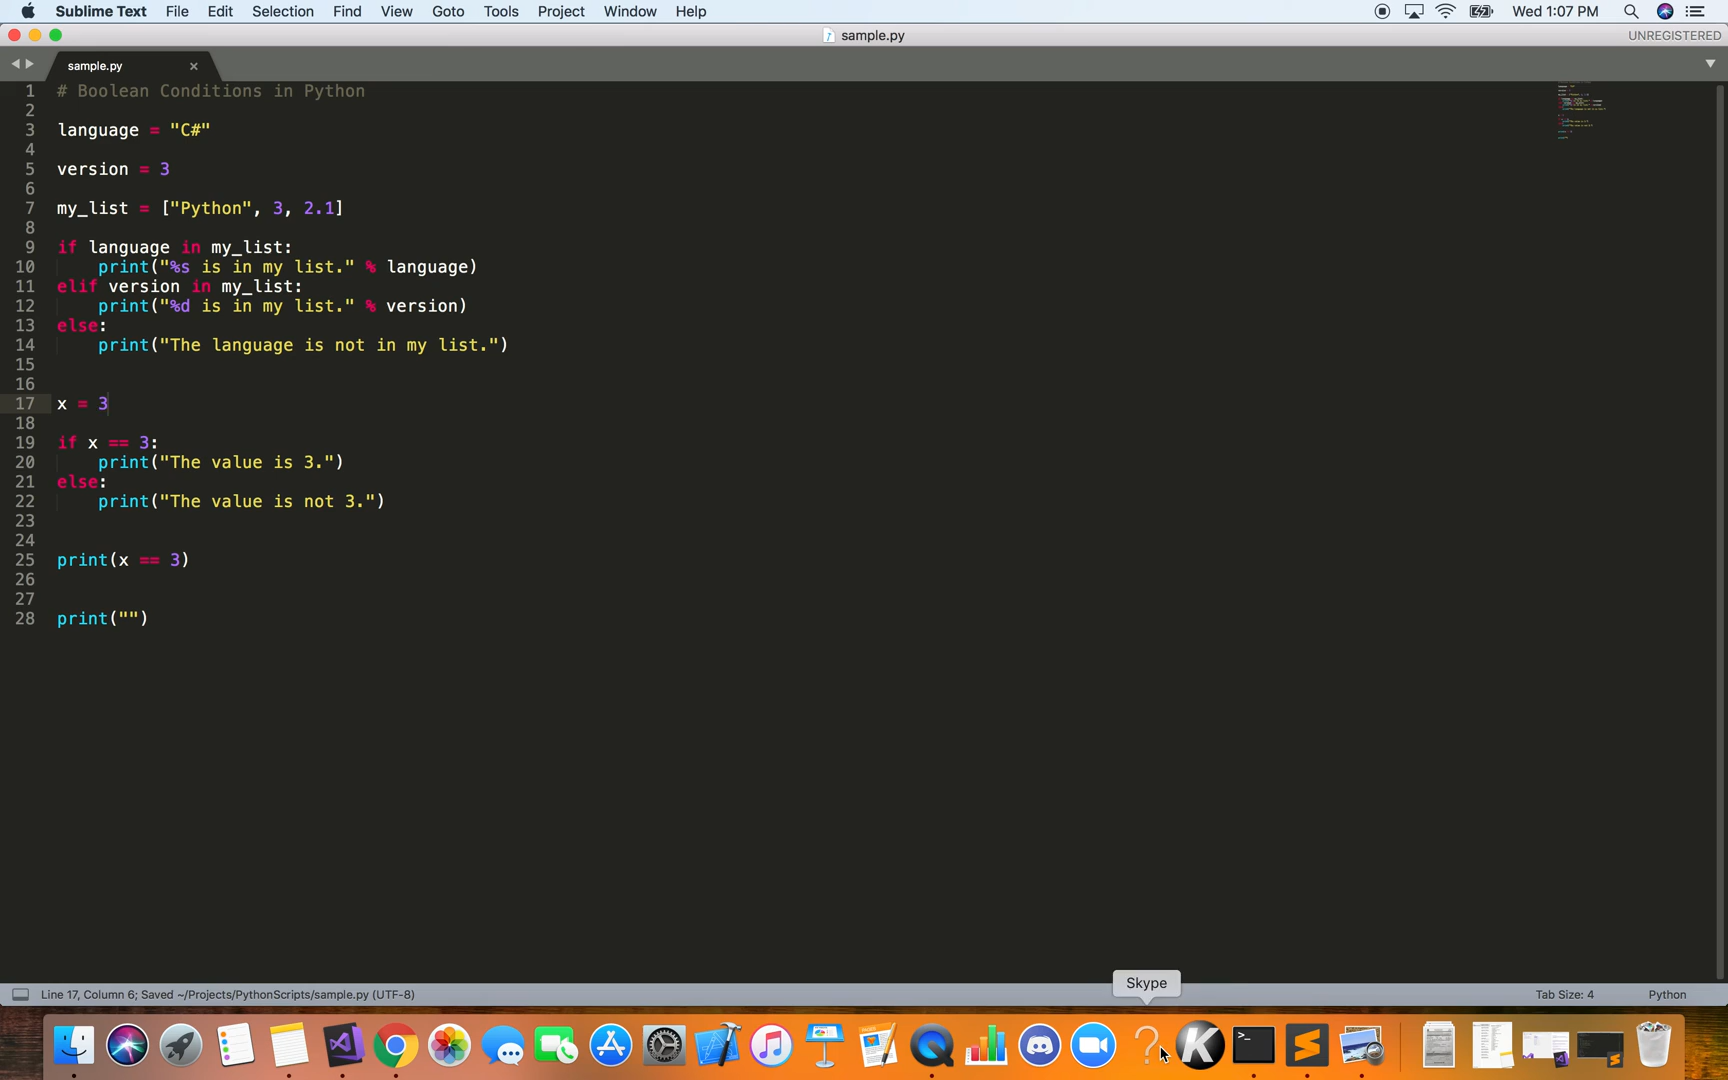 Sublime Text File Edit Selection Find View Goto Tools Project Window Help Wed 1:07 PM
sample.py UNREGISTERED
sample.py ×
1 # Boolean Conditions in Python
2
3 language = "C#"
4
5 version = 3
6
7 my_list = ["Python", 3, 2.1]
8
9 if language in my_list:
10 print("%s is in my list." % language)
11 elif version in my_list:
12 print("%d is in my list." % version)
13 else:
14 print("The language is not in my list.")
15
16
17 x = 3
18
19 if x == 3:
20 print("The value is 3.")
21 else:
22 print("The value is not 3.")
23
24
25 print(x == 3)
26
27
28 print("")
Skype
Line 17, Column 6; Saved ~/Projects/PythonScripts/sample.py (UTF-8) Tab Size: 4 Python